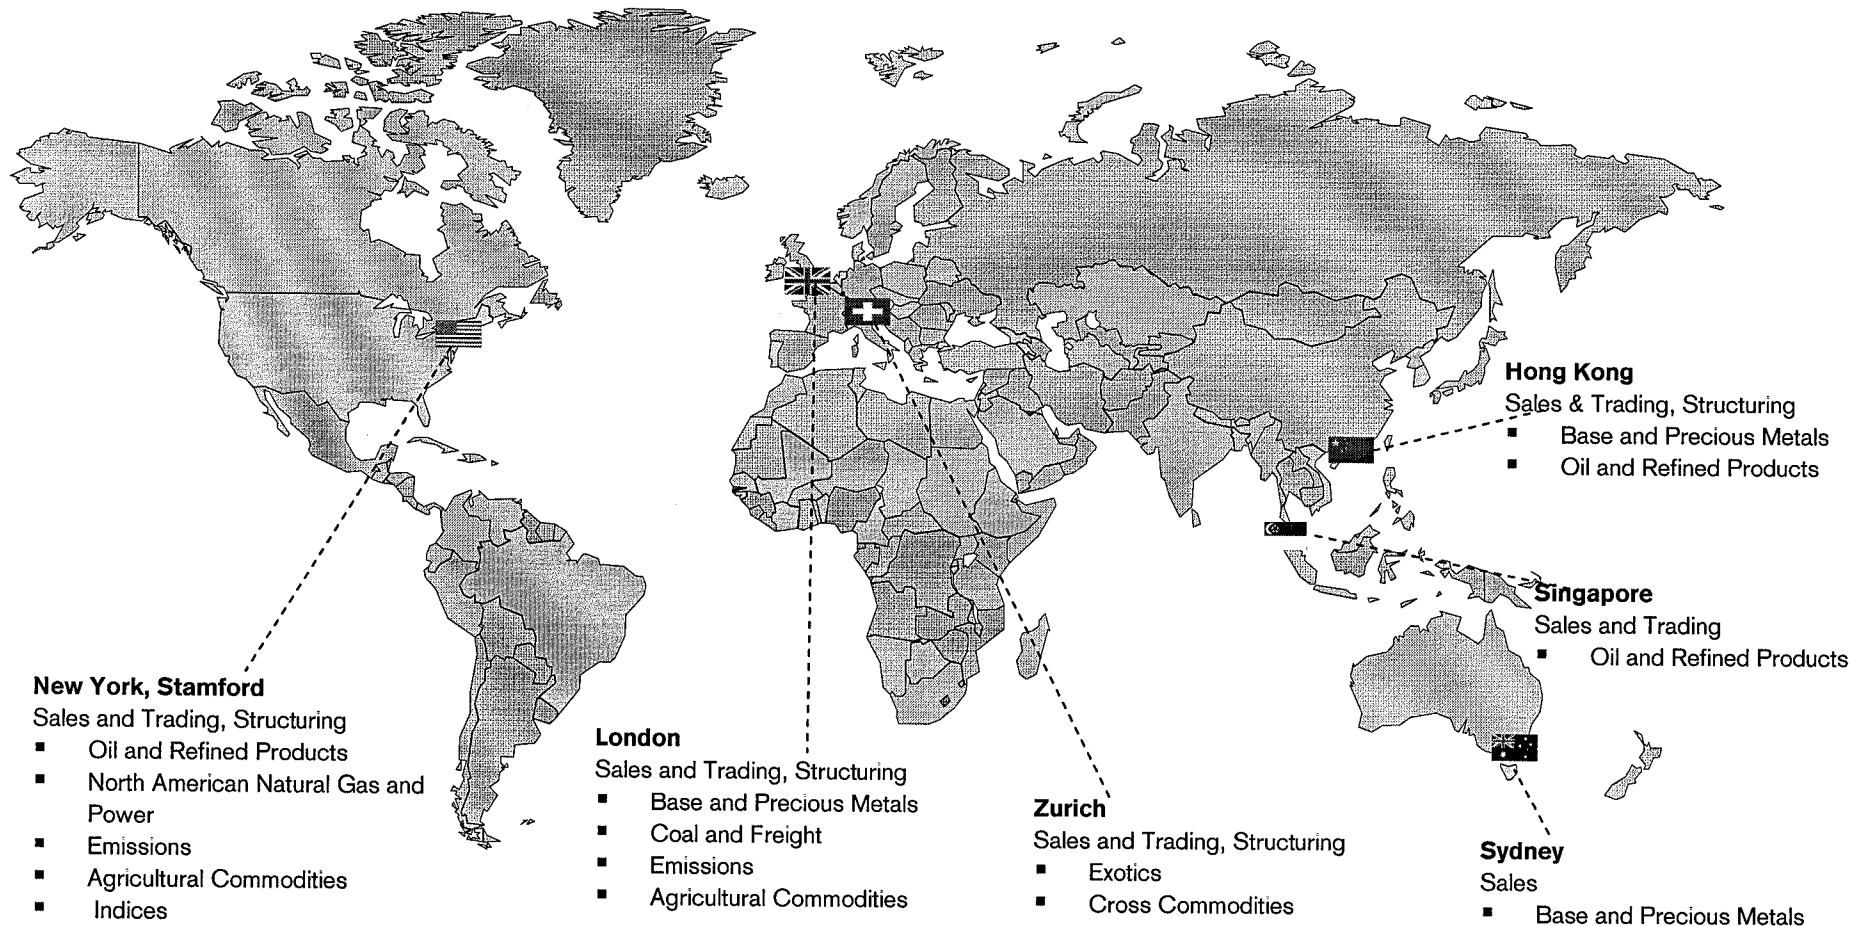 Hong Kong
Sales & Trading, Structuring
▪ Base and Precious Metals
▪ Oil and Refined Products
Singapore
Sales and Trading
▪ Oil and Refined Products
New York, Stamford
Sales and Trading, Structuring
▪ Oil and Refined Products
▪ North American Natural Gas and
Power
▪ Emissions
▪ Agricultural Commodities
▪ Indices
London
Sales and Trading, Structuring
▪ Base and Precious Metals
▪ Coal and Freight
▪ Emissions
▪ Agricultural Commodities
Zurich
Sales and Trading, Structuring
▪ Exotics
▪ Cross Commodities
Sydney
Sales
▪ Base and Precious Metals